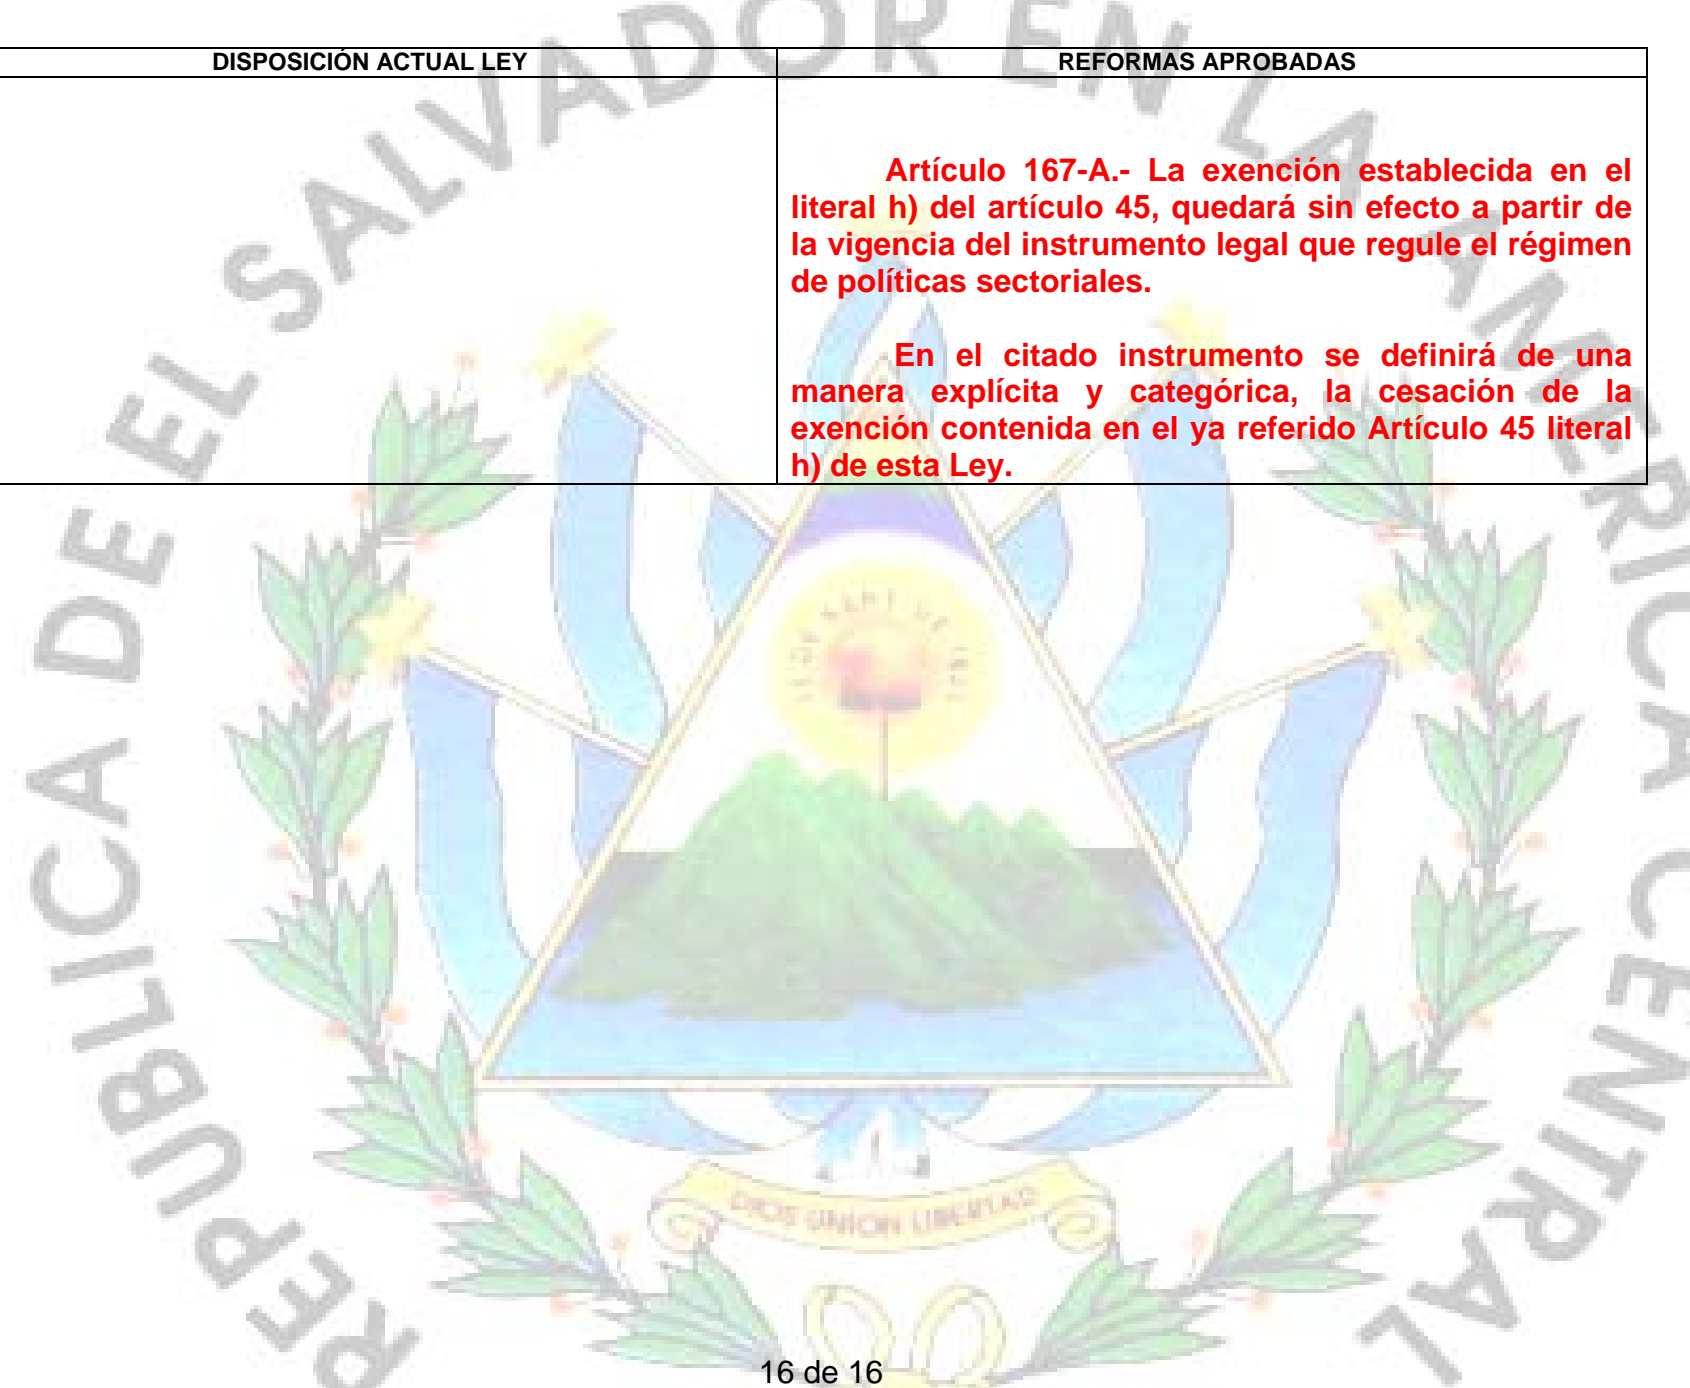 DISPOSICIÓN ACTUAL LEY
REFORMAS APROBADAS
Artículo 167-A.- La exención establecida en el
literal h) del artículo 45, quedará sin efecto a partir de
la vigencia del instrumento legal que regule el régimen
de políticas sectoriales.
En el citado instrumento se definirá de una
manera explícita y categórica, la cesación de la
exención contenida en el ya referido Artículo 45 literal
h) de esta Ley.
REPUBLICA DE EL SALVADOR EN LA AMERICA CENTRAL
DIOS UNION LIBERTAD
16 de 16